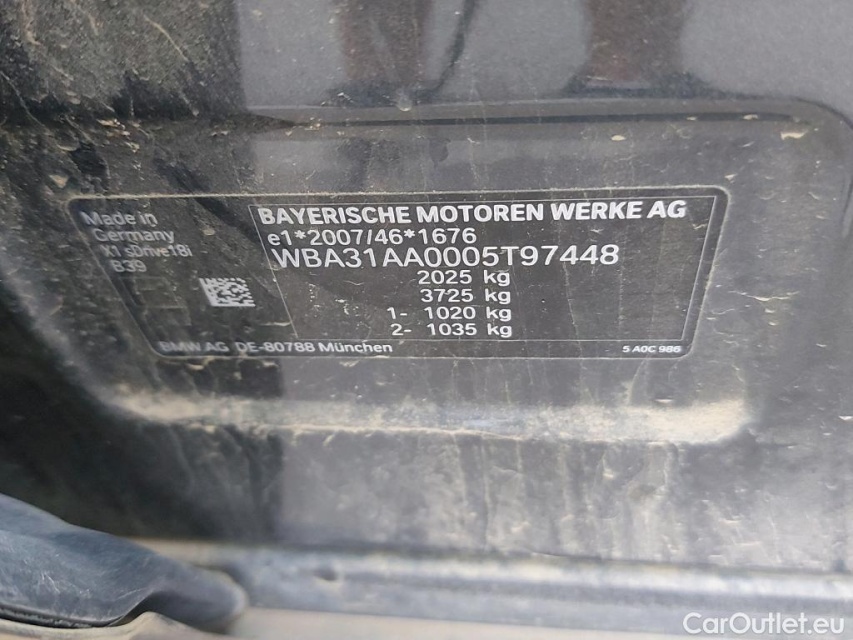 Made in
Germany
X1 sDrive18i
B39
BAYERISCHE MOTOREN WERKE AG
e1*2007/46*1676
WBA31AA0005T97448
2025 kg
3725 kg
1- 1020 kg
2- 1035 kg
BMW AG DE-80788 München
5 A0C 986
CarOutlet.eu